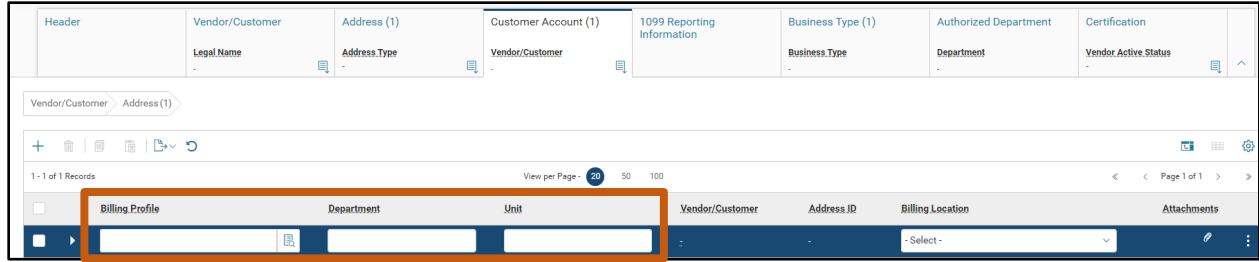 Header Vendor/Customer Address (1) Customer Account (1) 1099 Reporting Business Type (1) Authorized Department Certification
Information
Legal Name Address Type Vendor/Customer Business Type Department Vendor Active Status
- - - - - -
Vendor/Customer Address (1)
1 - 1 of 1 Records View per Page - 20 50 100 Page 1 of 1
Billing Profile Department Unit Vendor/Customer Address ID Billing Location Attachments
- - - Select -